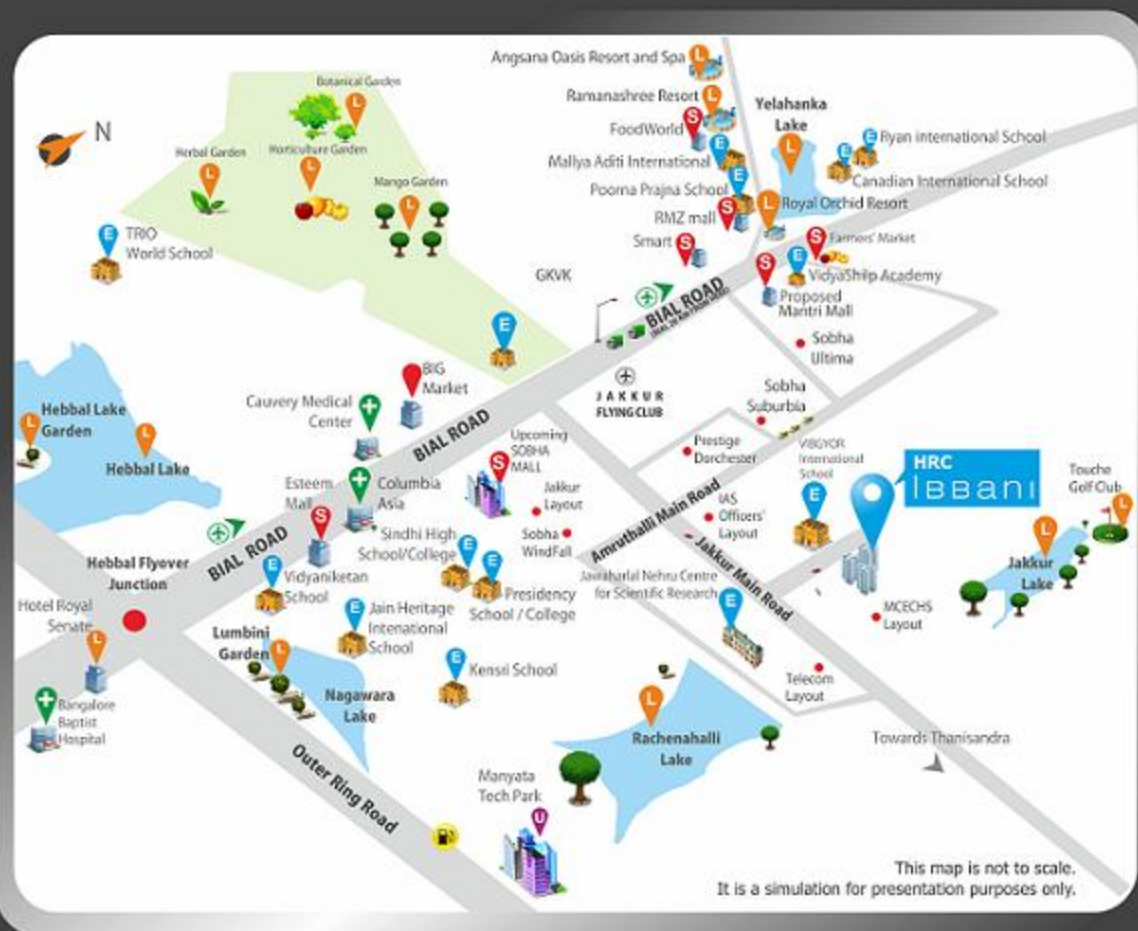 Angsana Oasis Resort and Spa
Ramanashree Resort
FoodWorld
Mallya Aditi International
Poorna Prajna School
RMZ mall
Smart
Yelahanka
Lake
Ryan international School
Canadian International School
Royal Orchid Resort
Farmers' Market
VidyaShilp Academy
Proposed
Mantri Mall
Sobha
Ultima
N
Botanical Garden
Herbal Garden
Horticulture Garden
Mango Garden
TRIO
World School
GKVK
BIAL ROAD
JAKKUR
FLYING CLUB
Sobha
Suburbia
Prestige
Dorchester
BIG
Market
Cauvery Medical
Center
BIAL ROAD
Upcoming
SOBHA
MALL
Jakkur
Layout
Sobha
WindFall
Hebbal Lake
Garden
Hebbal Lake
Esteem
Mall
Columbia
Asia
BIAL ROAD
Sindhi High
School/College
Presidency
School / College
Hebbal Flyover
Junction
Vidyaniketan
School
Jain Heritage
Intenational
School
Kensri School
Hotel Royal
Senate
Bangalore
Baptist
Hospital
Lumbini
Garden
Nagawara
Lake
Outer Ring Road
Manyata
Tech Park
Amruthalli Main Road
IAS
Officers'
Layout
Jakkur Main Road
VIBGYOR
International
School
HRC
IBBANI
Touche
Golf Club
Jakkur
Lake
MCECHS
Layout
Jawaharlal Nehru Centre
for Scientific Research
Telecom
Layout
Rachenahalli
Lake
Towards Thanisandra
This map is not to scale.
It is a simulation for presentation purposes only.